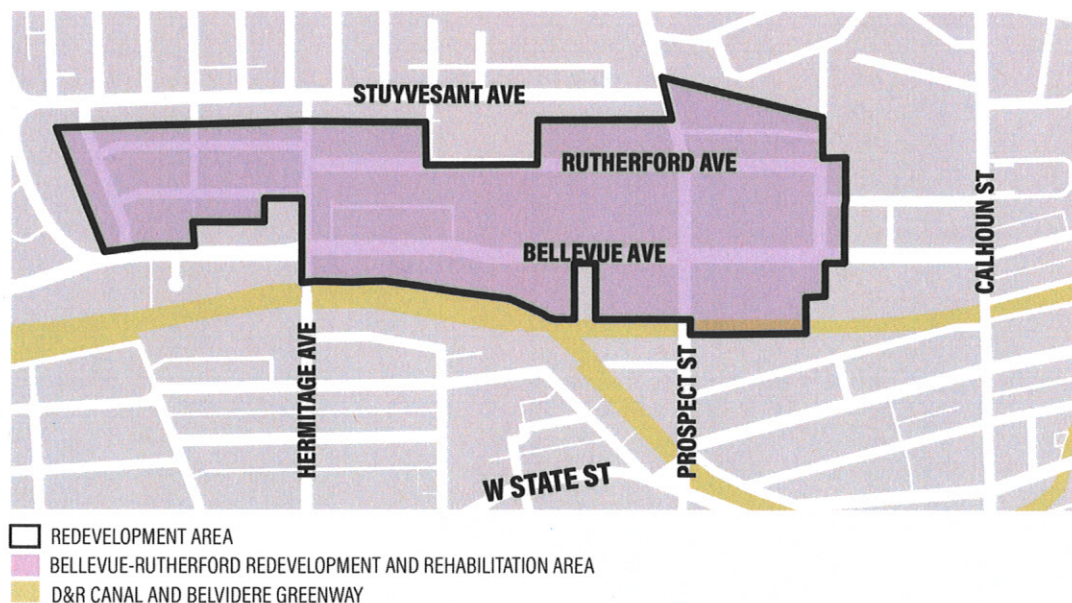 STUYVESANT AVE
RUTHERFORD AVE
BELLEVUE AVE
CALHOUN ST
HERMITAGE AVE
PROSPECT ST
W STATE ST
REDEVELOPMENT AREA
BELLEVUE-RUTHERFORD REDEVELOPMENT AND REHABILITATION AREA
D&R CANAL AND BELVIDERE GREENWAY